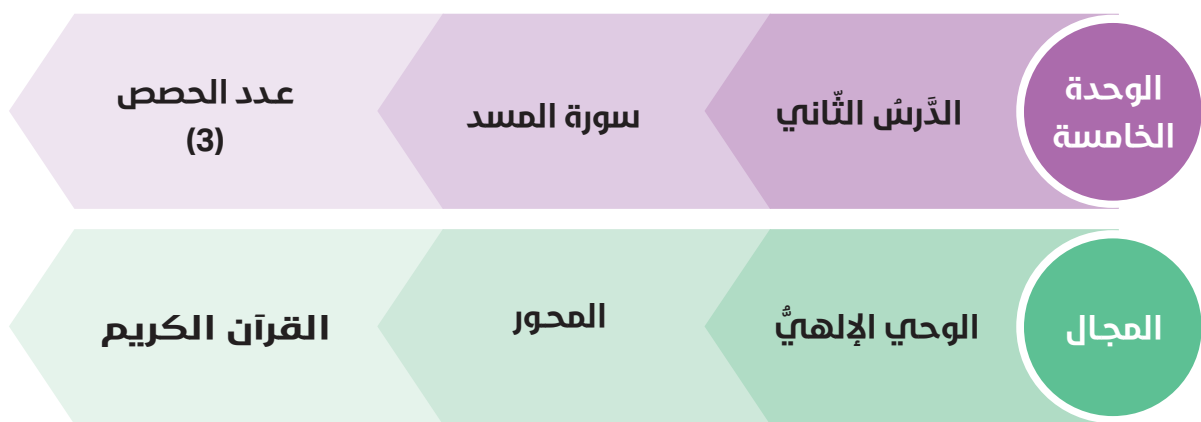 الوحدة
الخامسة
الدَّرسُ الثّاني
سورة المسد
عدد الحصص
(3)
المجال
الوحي الإلهيُّ
المحور
القرآن الكريم